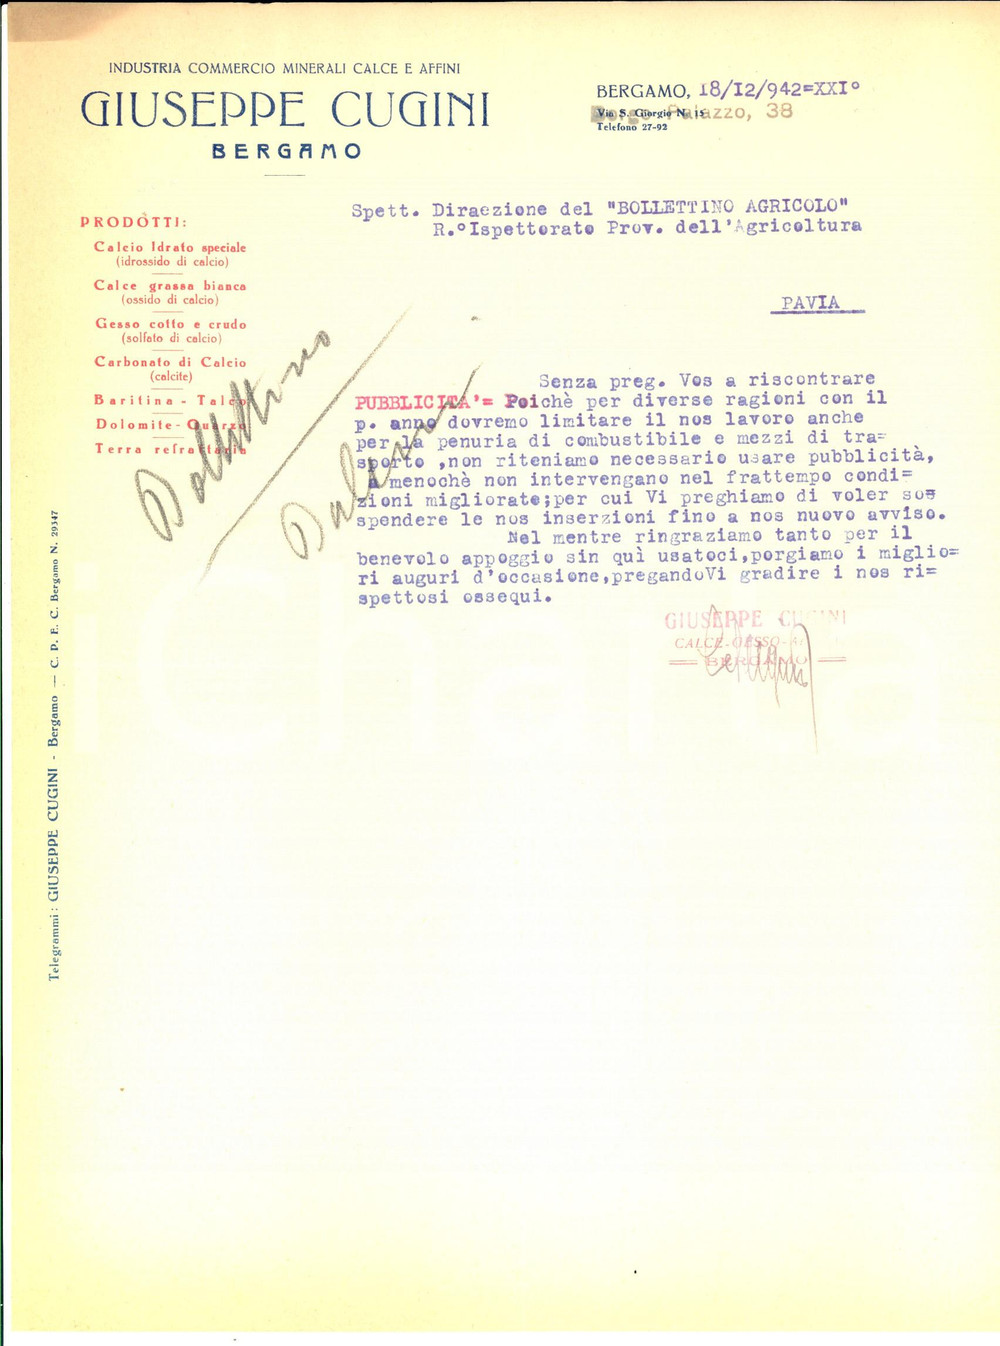 INDUSTRIA COMMERCIO MINERALI CALCE E AFFINI
GIUSEPPE CUGINI
BERGAMO
BERGAMO, 18/12/942=XXI°
Via S. Giorgio N. 15
Palazzo, 38
Telefono 27-92
Spett. Diraezione del "BOLLETTINO AGRICOLO"
R.°Ispettorato Prov. dell'Agricoltura
PAVIA
PRODOTTI:
Calcio Idrato speciale
(idrossido di calcio)
Calce grassa bianca
(ossido di calcio)
Gesso cotto e crudo
(solfato di calcio)
Carbonato di Calcio
(calcite)
Baritina - Talco
Dolomite - Quarzo
Terra refrattaria
Bollettino
Senza preg. Vos a riscontrare
PUBBLICITA'= Poichè per diverse ragioni con il
p. anno dovremo limitare il nos lavoro anche
per la penuria di combustibile e mezzi di tra=
sporto ,non riteniamo necessario usare pubblicità,
a menochè non intervengano nel frattempo condi=
zioni migliorate;per cui Vi preghiamo di voler sos
spendere le nos inserzioni fino a nos nuovo avviso.
Nel mentre ringraziamo tanto per il
benevolo appoggio sin quì usatoci,porgiamo i miglio=
ri auguri d'occasione,pregandoVi gradire i nos ri=
spettosi ossequi.
GIUSEPPE CUGINI
CALCE-GESSO-
BERGAMO
Telegrammi: GIUSEPPE CUGINI - Bergamo — C. P. E. C. Bergamo N. 29347